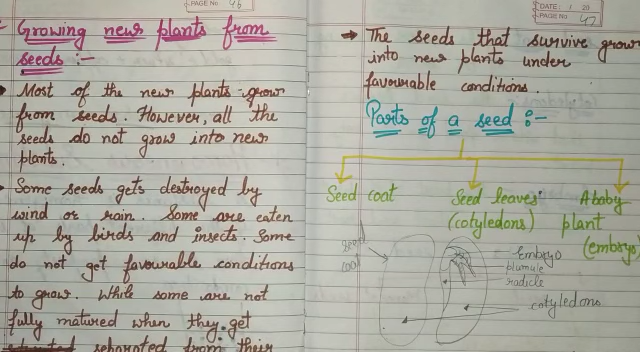 PAGE No 46
Growing new plants from
seeds :-
Most of the new plants grow
from seeds. However, all the
seeds do not grow into new
plants.
Some seeds gets destroyed by
wind or rain. Some are eaten
up by birds and insects. Some
do not get favourable conditions
to grow. While some are not
fully matured when they get
separated from their
DATE: / 20
PAGE No 47
→ The seeds that survive grow
into new plants under
favourable conditions.
Parts of a seed :-
Seed coat
Seed leaves
(cotyledons)
A baby
plant
(embryo)
seed
coat
Embryo
plumule
radicle
cotyledons